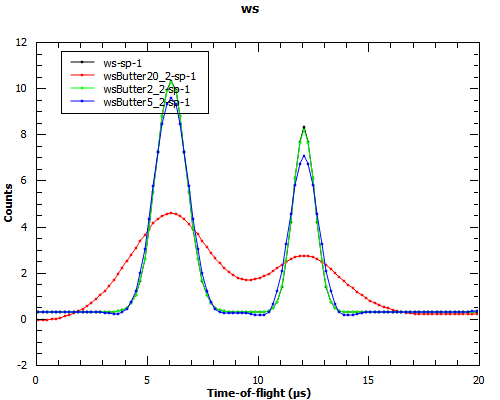 ws
12
10
8
6
4
2
0
-2
Counts
ws-sp-1
wsButter20_2-sp-1
wsButter2_2-sp-1
wsButter5_2-sp-1
0
5
10
15
20
Time-of-flight (μs)